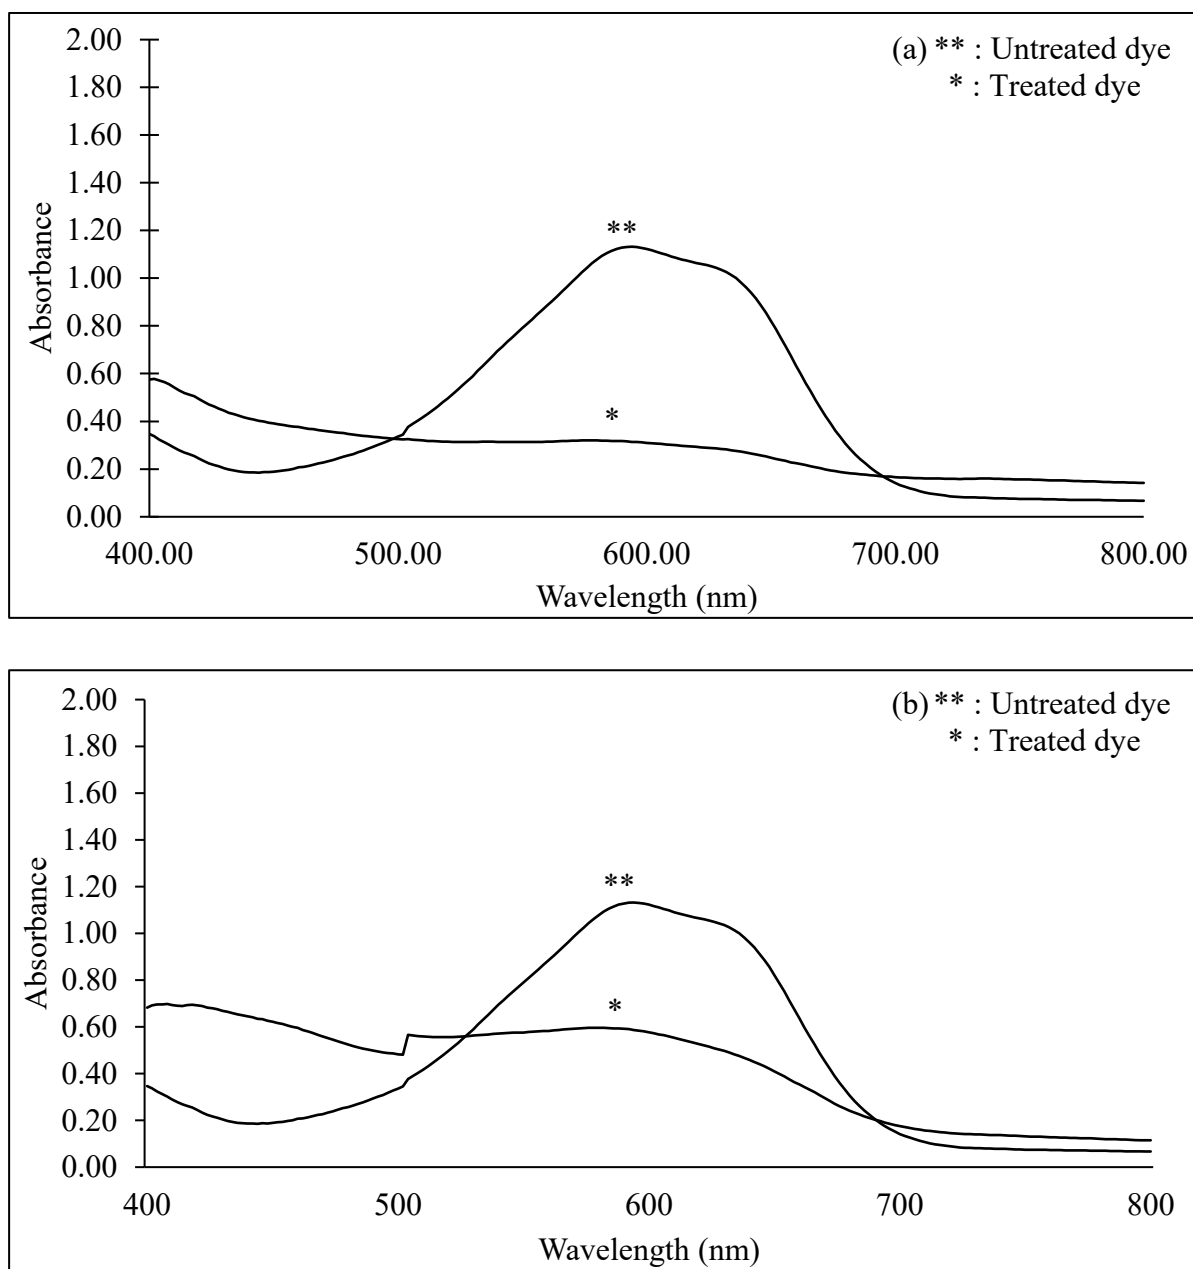 (a) ** : Untreated dye
* : Treated dye
2.00
1.80
1.60
1.40
1.20
1.00
0.80
0.60
0.40
0.20
0.00
Absorbance
**
*
400.00 500.00 600.00 700.00 800.00
Wavelength (nm)
(b) ** : Untreated dye
* : Treated dye
2.00
1.80
1.60
1.40
1.20
1.00
0.80
0.60
0.40
0.20
0.00
Absorbance
**
*
400 500 600 700 800
Wavelength (nm)